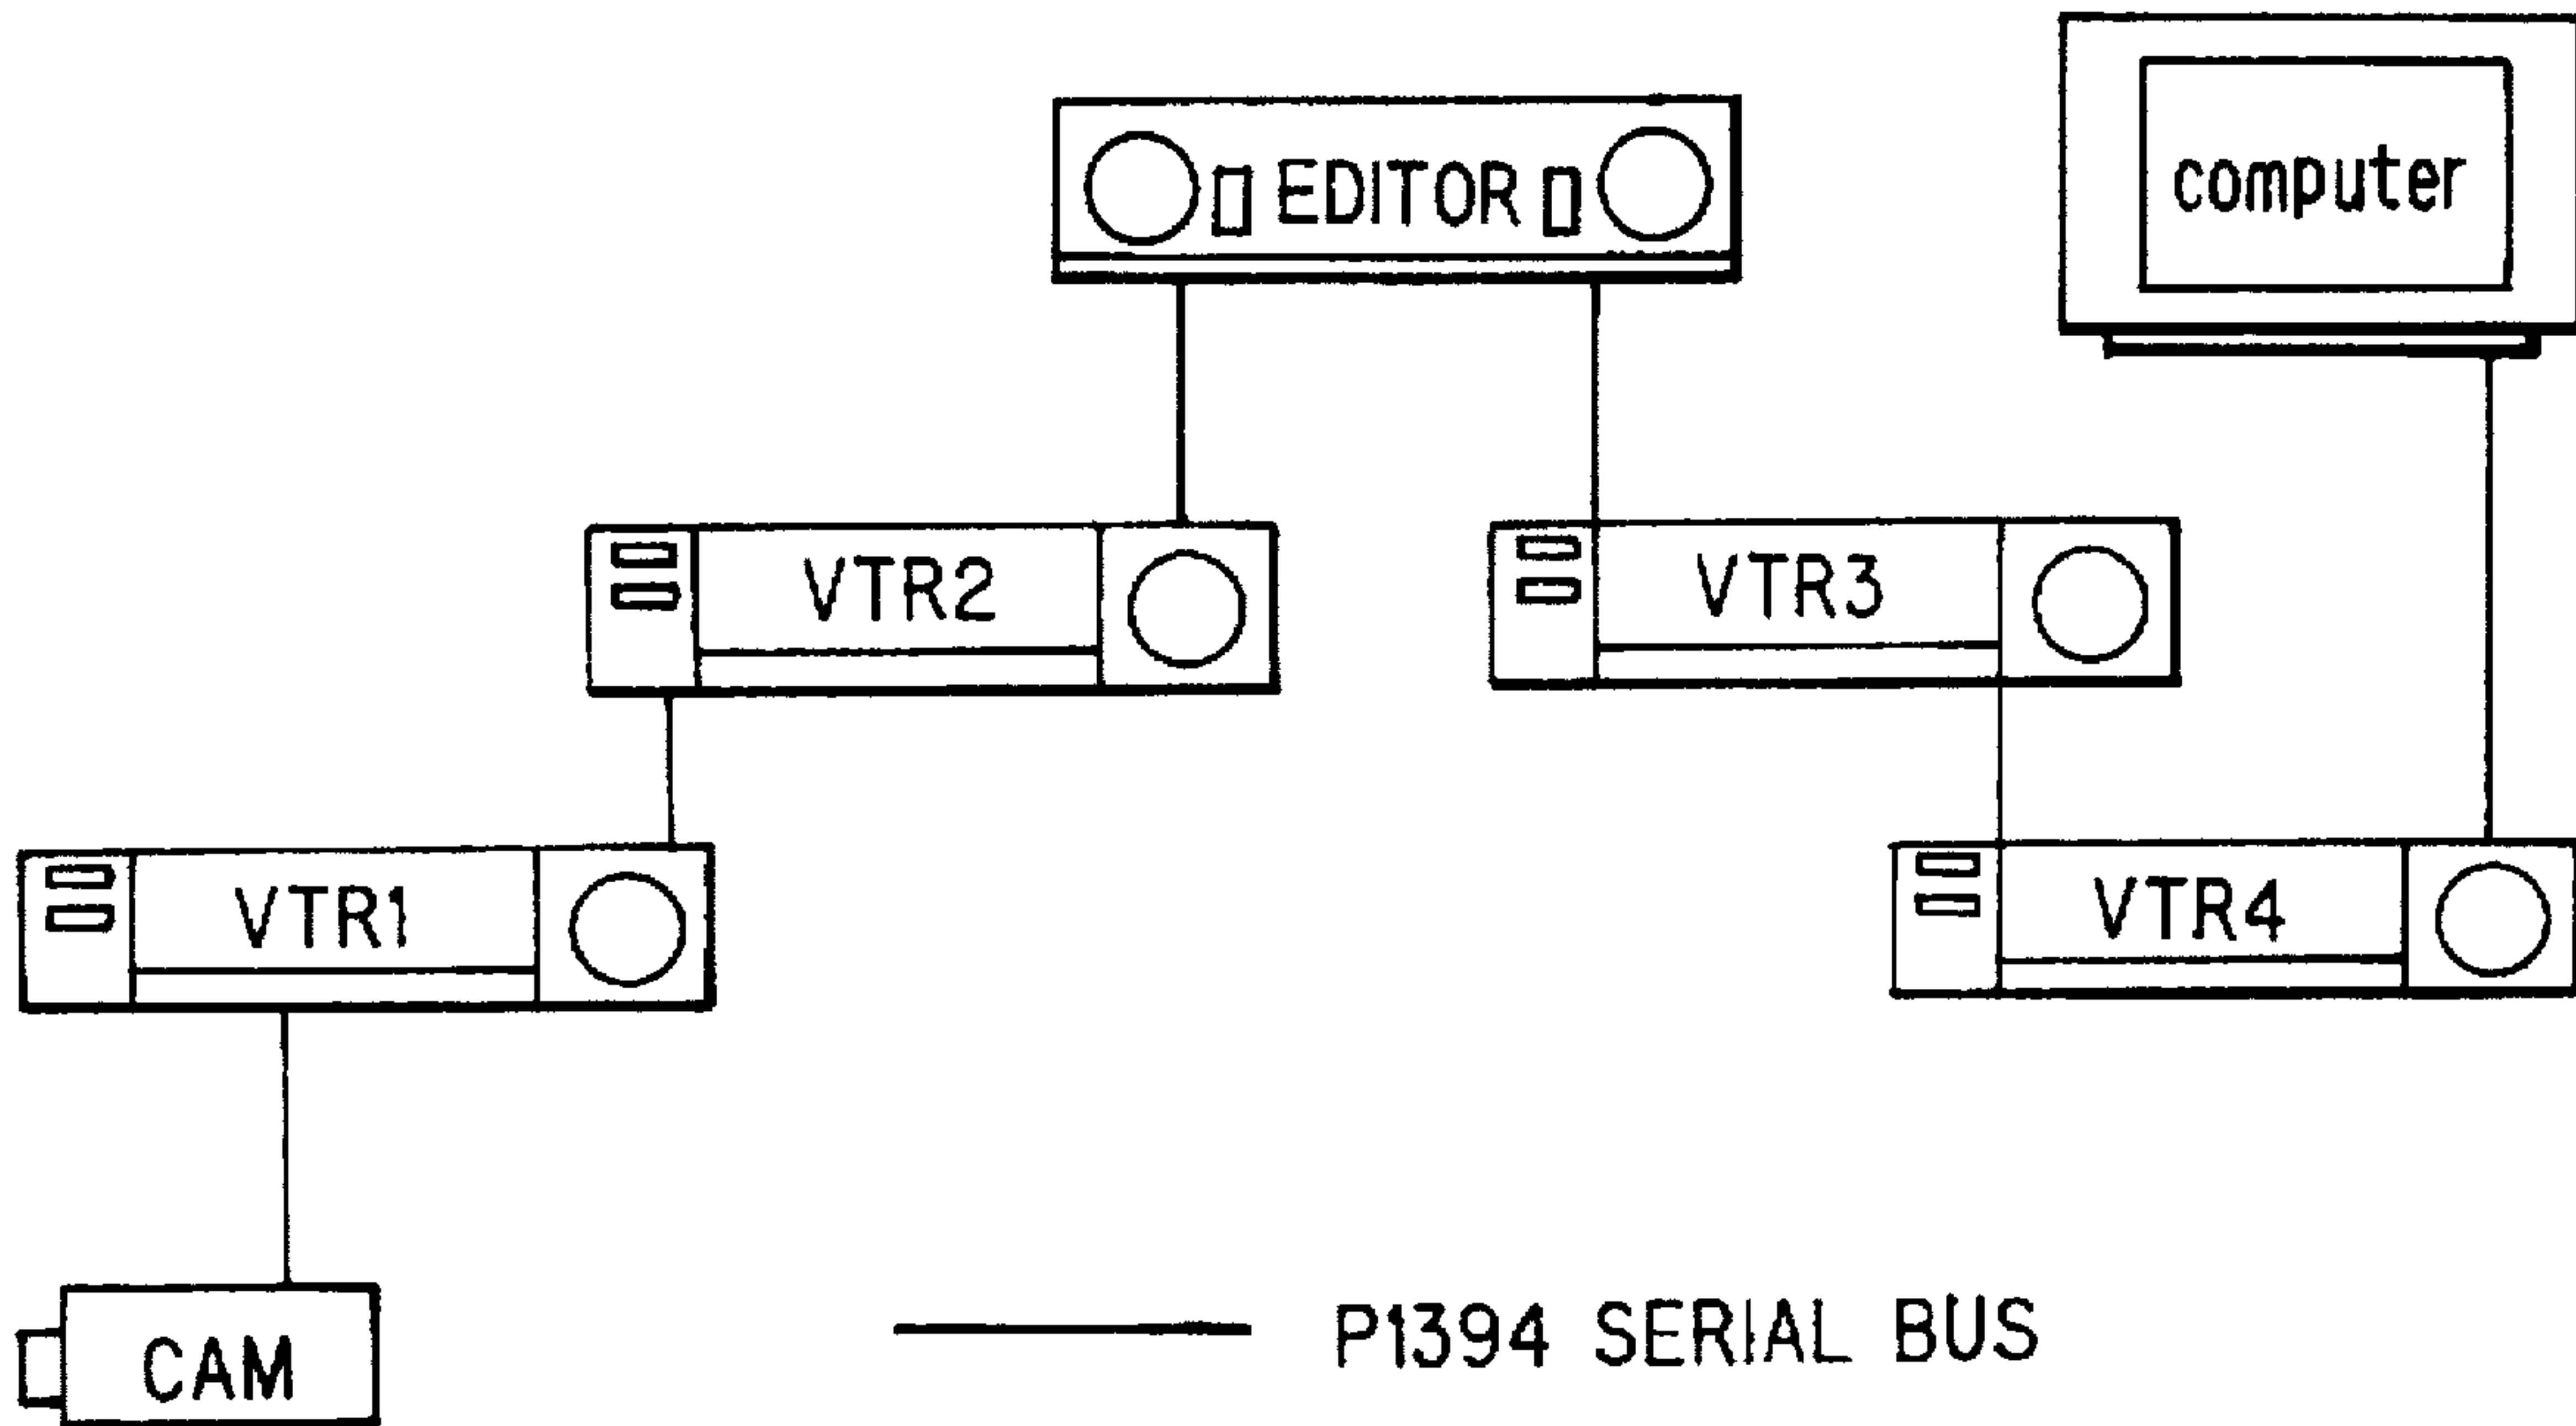 EDITOR
computer
VTR2
VTR3
VTR1
VTR4
CAM
P1394 SERIAL BUS